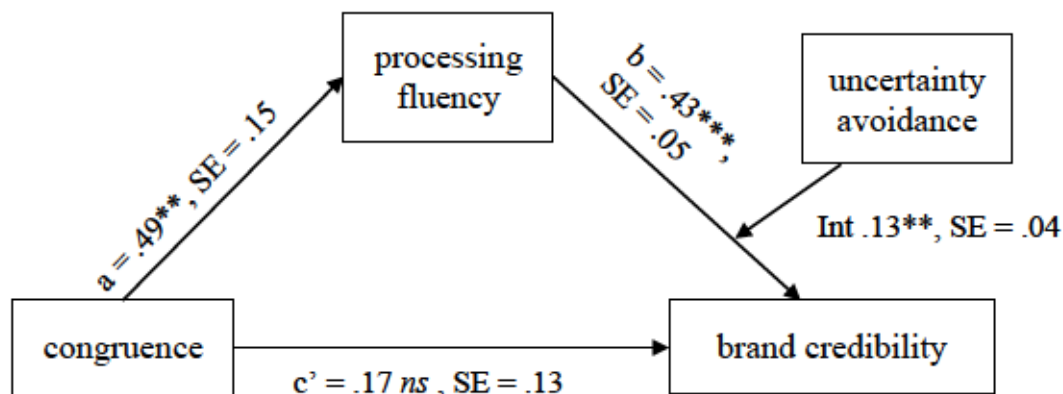 processing
fluency
uncertainty
avoidance
b = .43***,
SE = .05
a = .49** , SE = .15
Int .13**, SE = .04
congruence
brand credibility
c’ = .17 ns , SE = .13